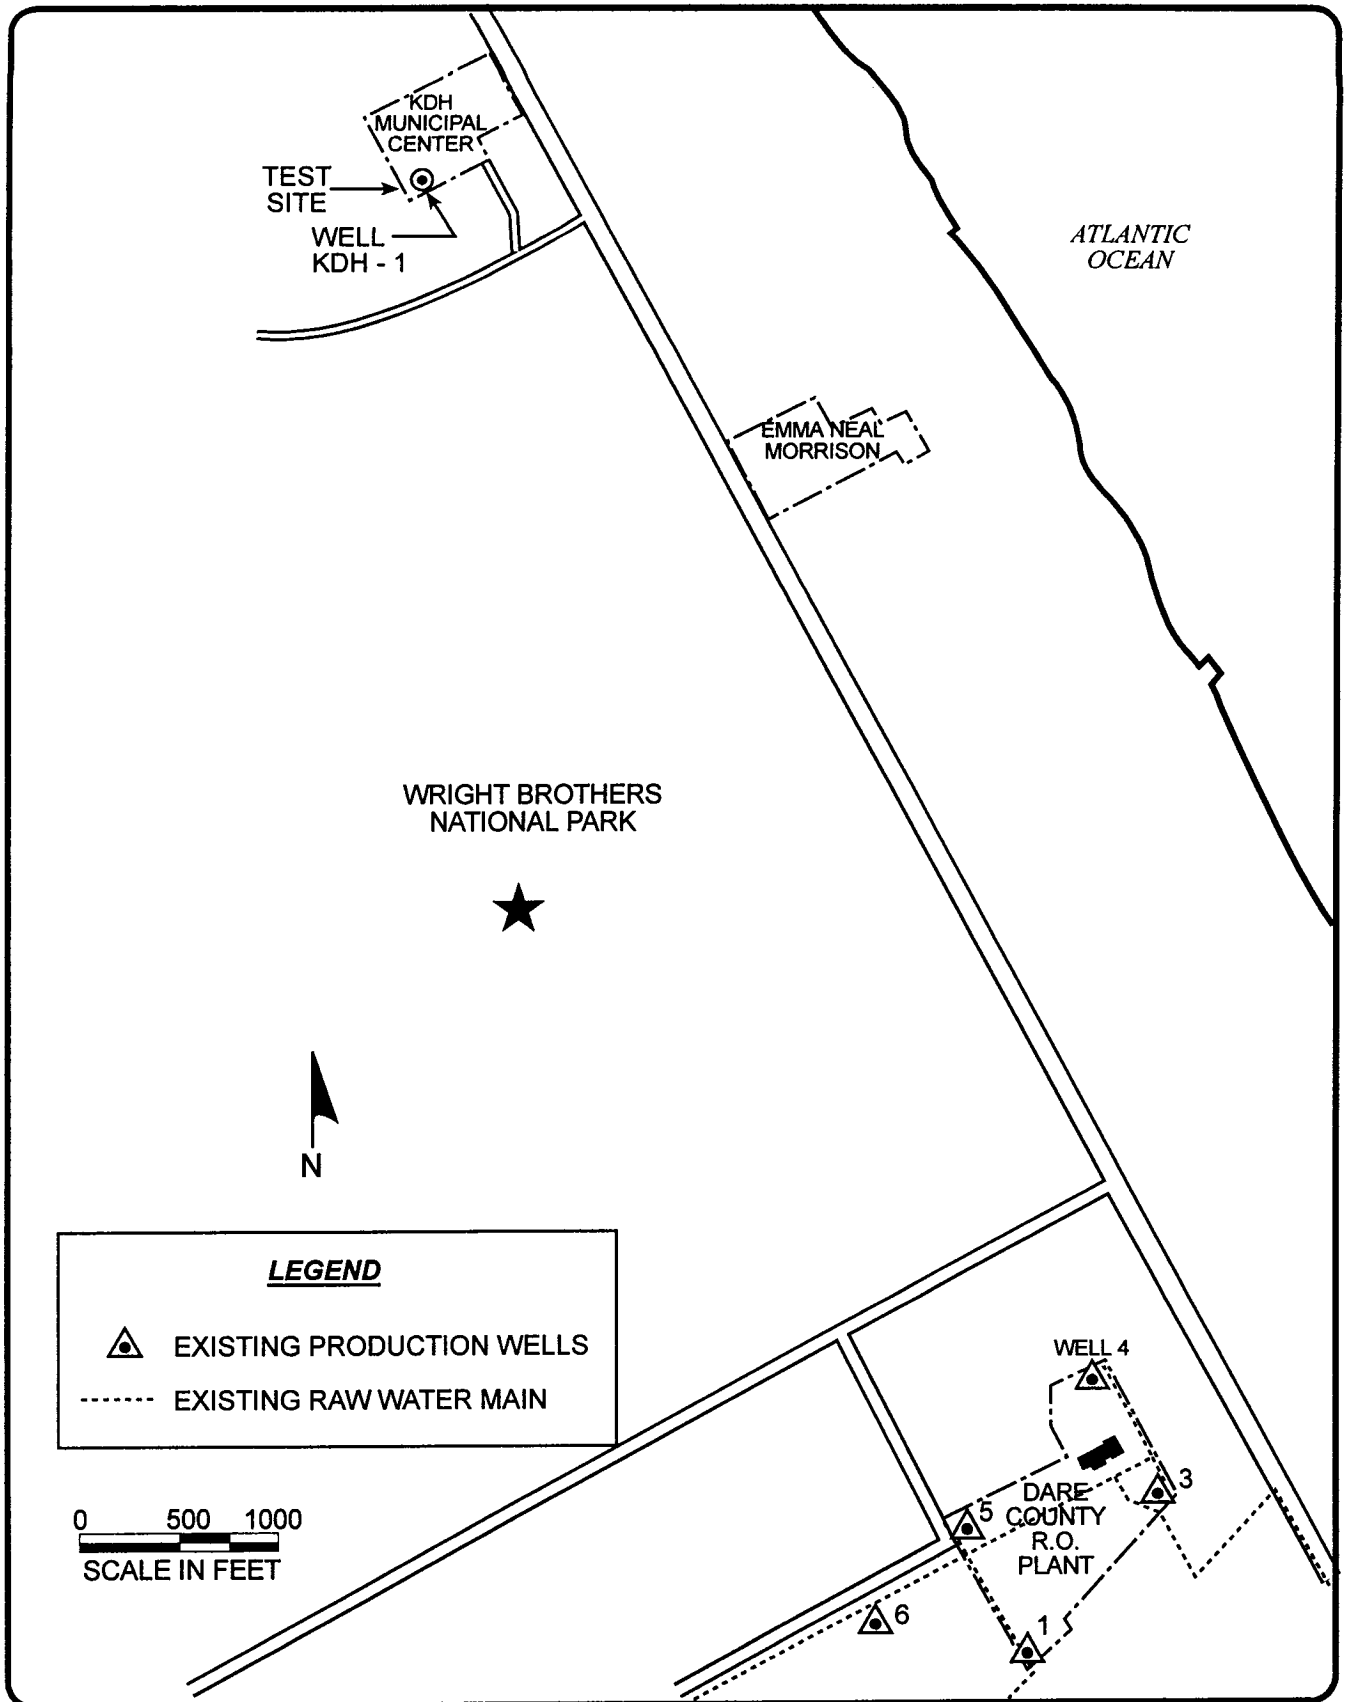 KDH
MUNICIPAL
CENTER
TEST
SITE
WELL
KDH - 1
ATLANTIC
OCEAN
EMMA NEAL
MORRISON
WRIGHT BROTHERS
NATIONAL PARK
N
LEGEND
EXISTING PRODUCTION WELLS
EXISTING RAW WATER MAIN
0 500 1000
SCALE IN FEET
WELL 4
3
DARE
COUNTY
R.O.
PLANT
5
6
1